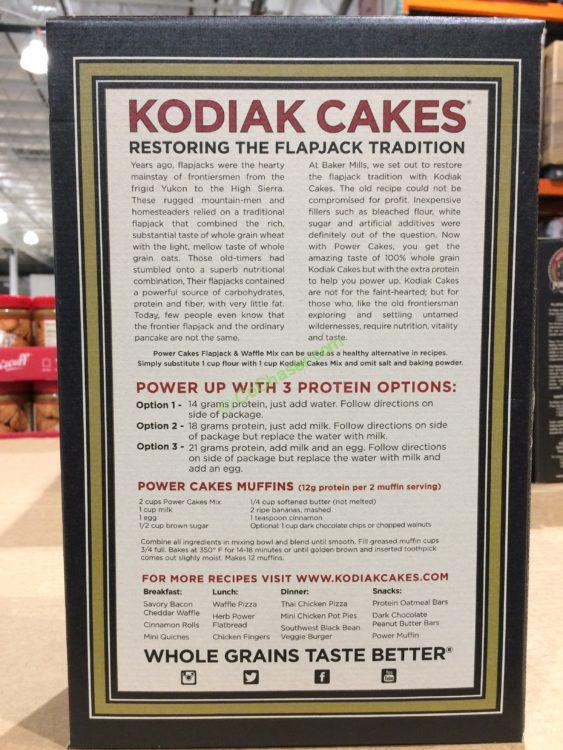 KODIAK CAKES®
RESTORING THE FLAPJACK TRADITION
Years ago, flapjacks were the hearty
mainstay of frontiersmen from the
frigid Yukon to the High Sierra.
These rugged mountain-men and
homesteaders relied on a traditional
flapjack that combined the rich,
substantial taste of whole grain wheat
with the light, mellow taste of whole
grain oats. Those old-timers had
stumbled onto a superb nutritional
combination, Their flapjacks contained
a powerful source of carbohydrates,
protein and fiber, with very little fat.
Today, few people even know that
the frontier flapjack and the ordinary
pancake are not the same.
At Baker Mills, we set out to restore
the flapjack tradition with Kodiak
Cakes. The old recipe could not be
compromised for profit. Inexpensive
fillers such as bleached flour, white
sugar and artificial additives were
definitely out of the question. Now
with Power Cakes, you get the
amazing taste of 100% whole grain
Kodiak Cakes but with the extra protein
to help you power up. Kodiak Cakes
are not for the faint-hearted; but for
those who, like the old frontiersman
exploring and settling untamed
wildernesses, require nutrition, vitality
and taste.
Power Cakes Flapjack & Waffle Mix can be used as a healthy alternative in recipes.
Simply substitute 1 cup flour with 1 cup Kodiak Cakes Mix and omit salt and baking powder.
POWER UP WITH 3 PROTEIN OPTIONS:
Option 1 - 14 grams protein, just add water. Follow directions on
side of package.
Option 2 - 18 grams protein, just add milk. Follow directions on side
of package but replace the water with milk.
Option 3 - 21 grams protein, add milk and an egg. Follow directions
on side of package but replace the water with milk and
add an egg.
POWER CAKES MUFFINS (12g protein per 2 muffin serving)
2 cups Power Cakes Mix
1 cup milk
1 egg
1/2 cup brown sugar
1/4 cup softened butter (not melted)
2 ripe bananas, mashed
1 teaspoon cinnamon
Optional: 1 cup dark chocolate chips or chopped walnuts
Combine all ingredients in mixing bowl and blend until smooth. Fill greased muffin cups
3/4 full. Bakes at 350° F for 14-18 minutes or until golden brown and inserted toothpick
comes out slightly moist. Makes 12 muffins.
FOR MORE RECIPES VISIT WWW.KODIAKCAKES.COM
Breakfast:
Savory Bacon
Cheddar Waffle
Cinnamon Rolls
Mini Quiches
Lunch:
Waffle Pizza
Herb Power
Flatbread
Chicken Fingers
Dinner:
Thai Chicken Pizza
Mini Chicken Pot Pies
Southwest Black Bean
Veggie Burger
Snacks:
Protein Oatmeal Bars
Dark Chocolate
Peanut Butter Bars
Power Muffin
WHOLE GRAINS TASTE BETTER®